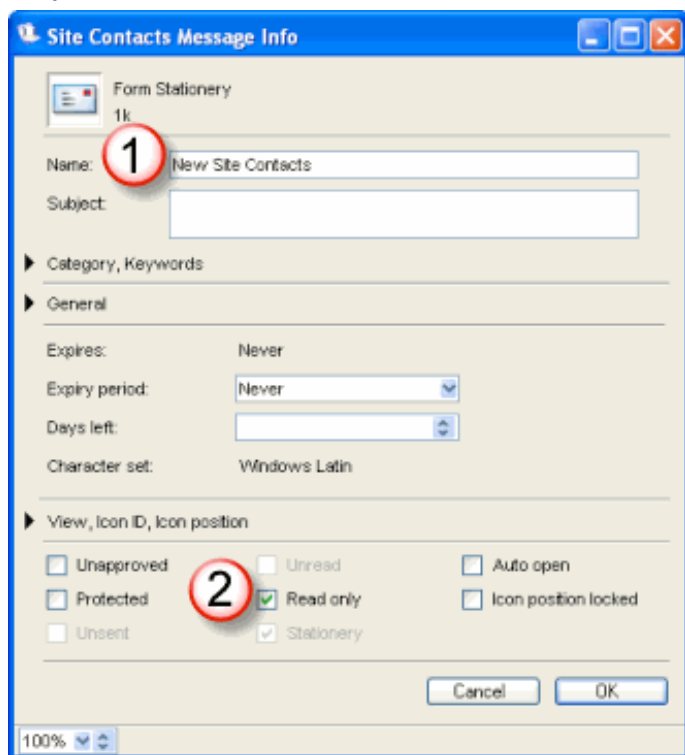 Site Contacts Message Info
Form Stationery
1k
Name: 1 New Site Contacts
Subject:
Category, Keywords
General
Expires: Never
Expiry period: Never
Days left:
Character set: Windows Latin
View, Icon ID, Icon position
Unapproved Unread Auto open
Protected 2 Read only Icon position locked
Unsent Stationery
Cancel OK
100%